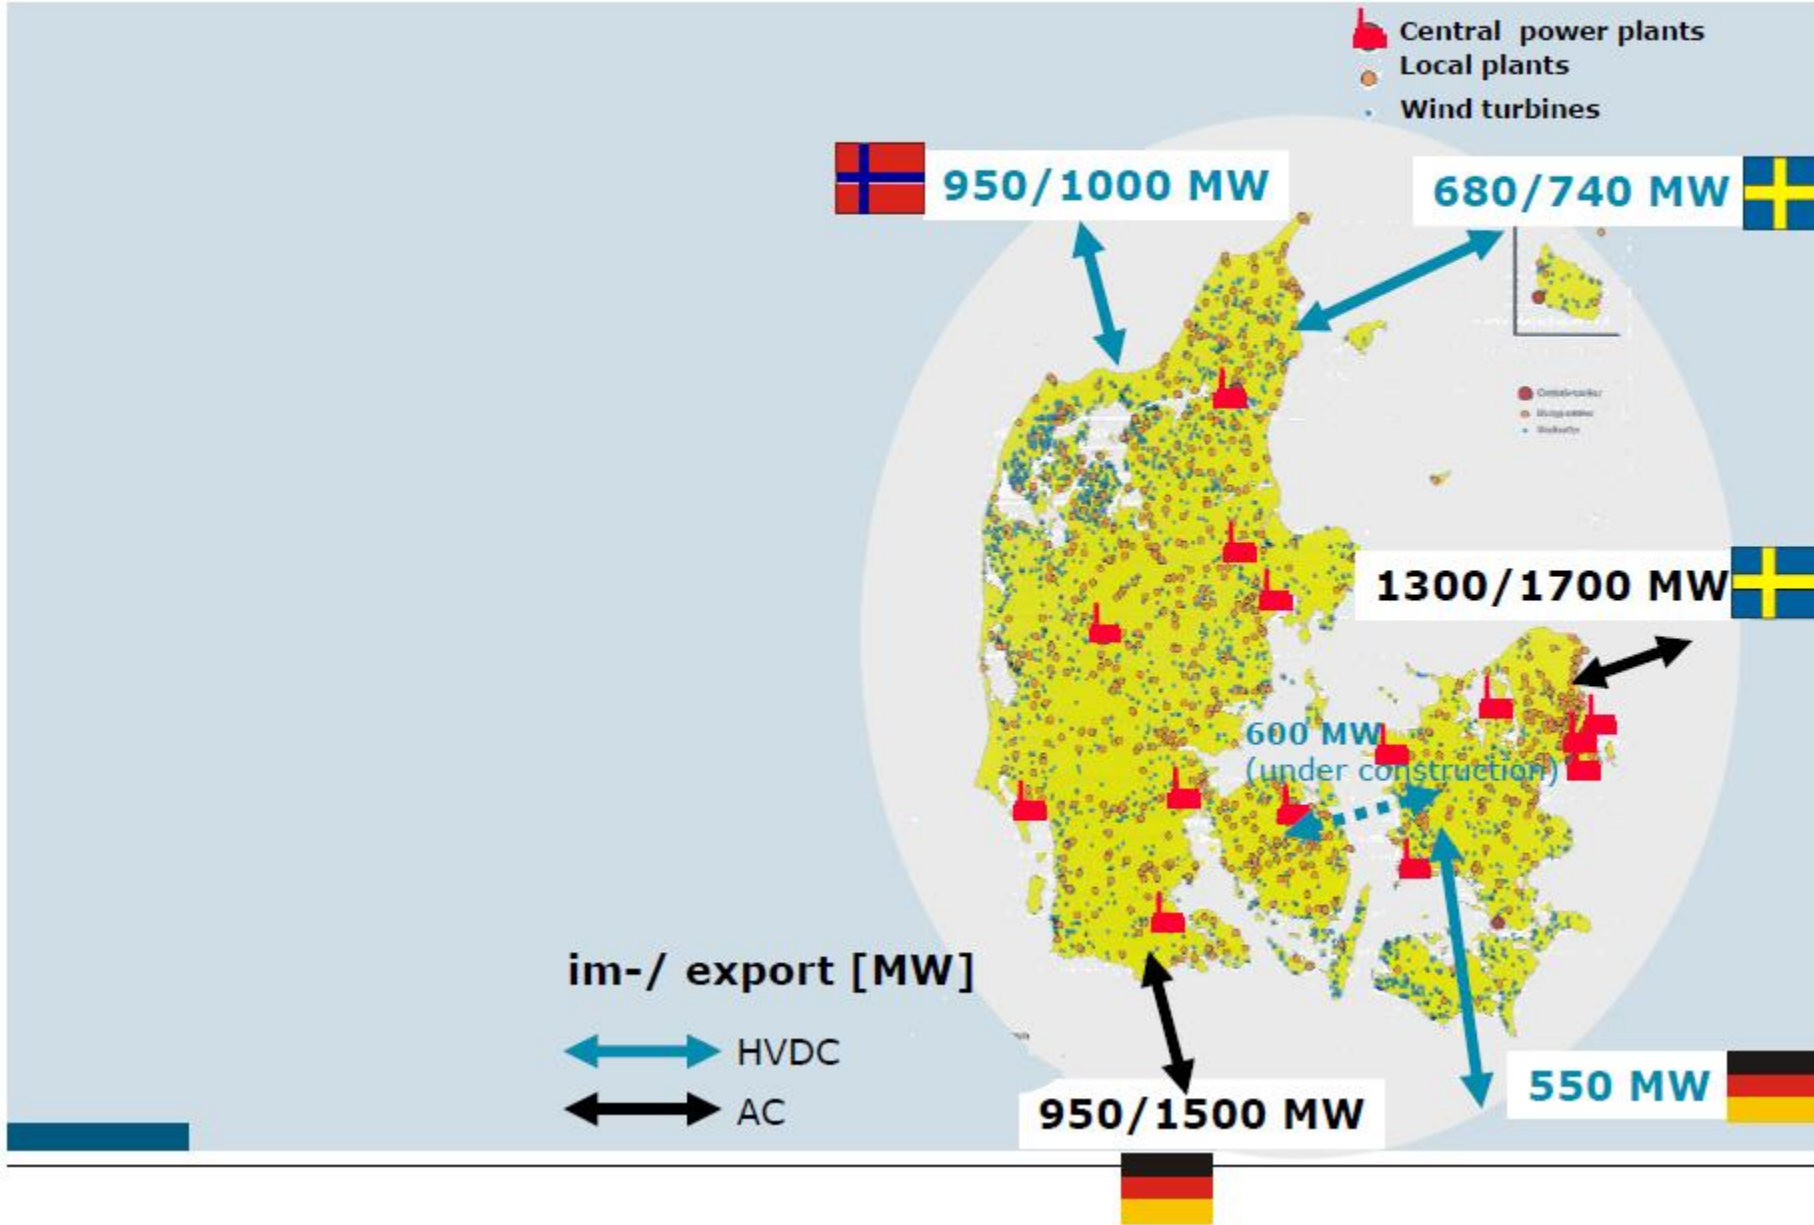 Central power plants
Local plants
Wind turbines
950/1000 MW
680/740 MW
1300/1700 MW
600 MW
(under construction)
im-/ export [MW]
HVDC
AC
950/1500 MW
550 MW